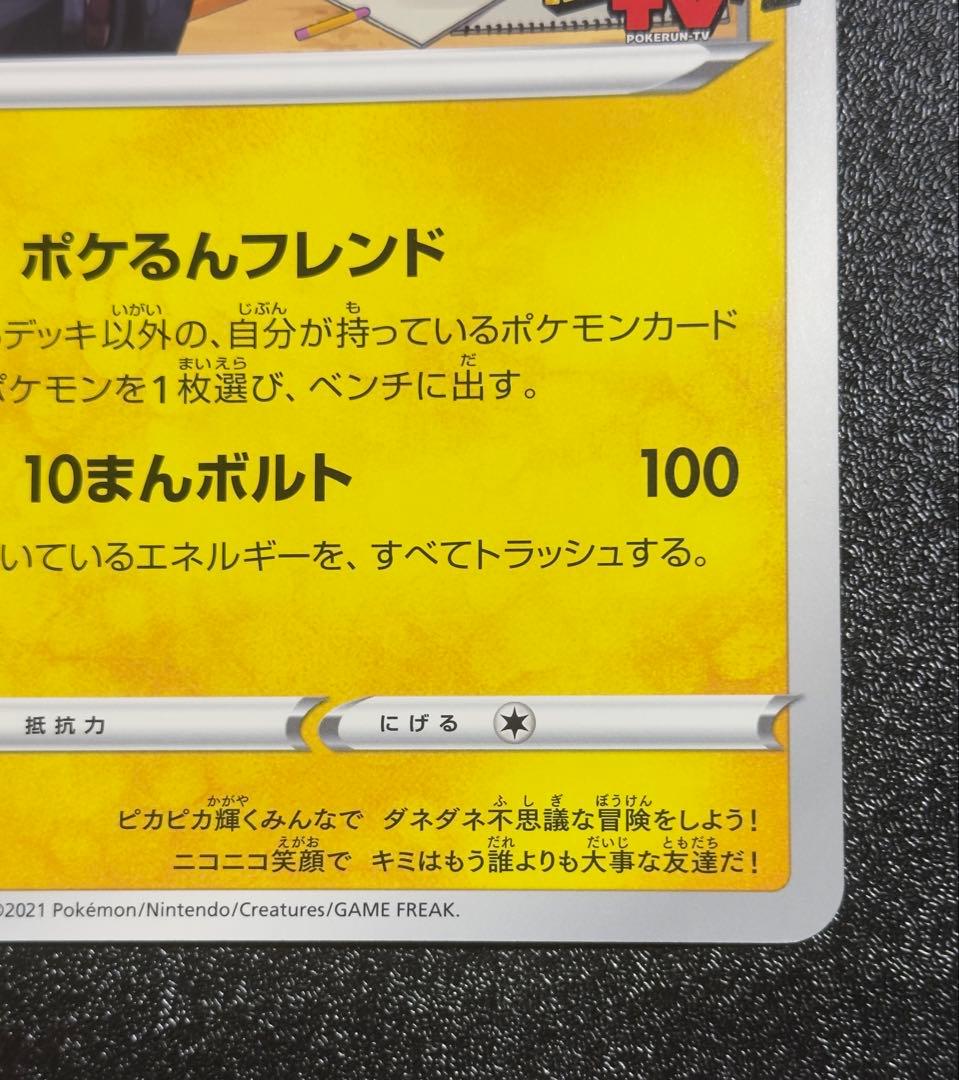 TV
POKERUN-TV
ポケるんフレンド
デッキ以外の、自分が持っているポケモンカード
ポケモンを1枚選び、ベンチに出す。
10まんボルト 100
いているエネルギーを、すべてトラッシュする。
抵抗力 にげる
ピカピカ輝くみんなで ダネダネ不思議な冒険をしよう!
ニコニコ笑顔で キミはもう誰よりも大事な友達だ!
©2021 Pokémon/Nintendo/Creatures/GAME FREAK.